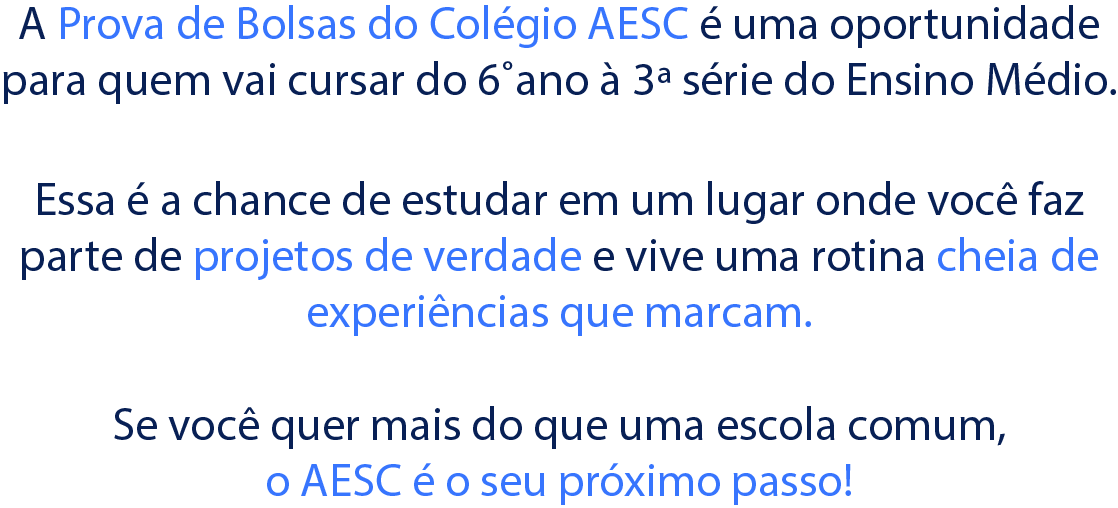 A Prova de Bolsas do Colégio AESC é uma oportunidade
para quem vai cursar do 6°ano à 3ª série do Ensino Médio.
Essa é a chance de estudar em um lugar onde você faz
parte de projetos de verdade e vive uma rotina cheia de
experiências que marcam.
Se você quer mais do que uma escola comum,
o AESC é o seu próximo passo!